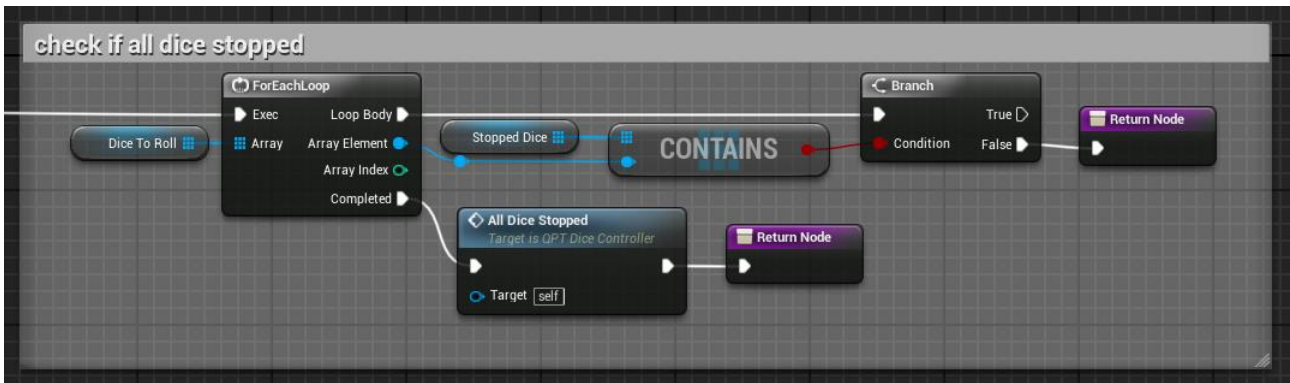 check if all dice stopped
ForEachLoop
Exec
Loop Body
Dice To Roll
Array
Array Element
Array Index
Completed
Stopped Dice
CONTAINS
Branch
True
Condition
False
Return Node
All Dice Stopped
Target is QPT Dice Controller
Target self
Return Node